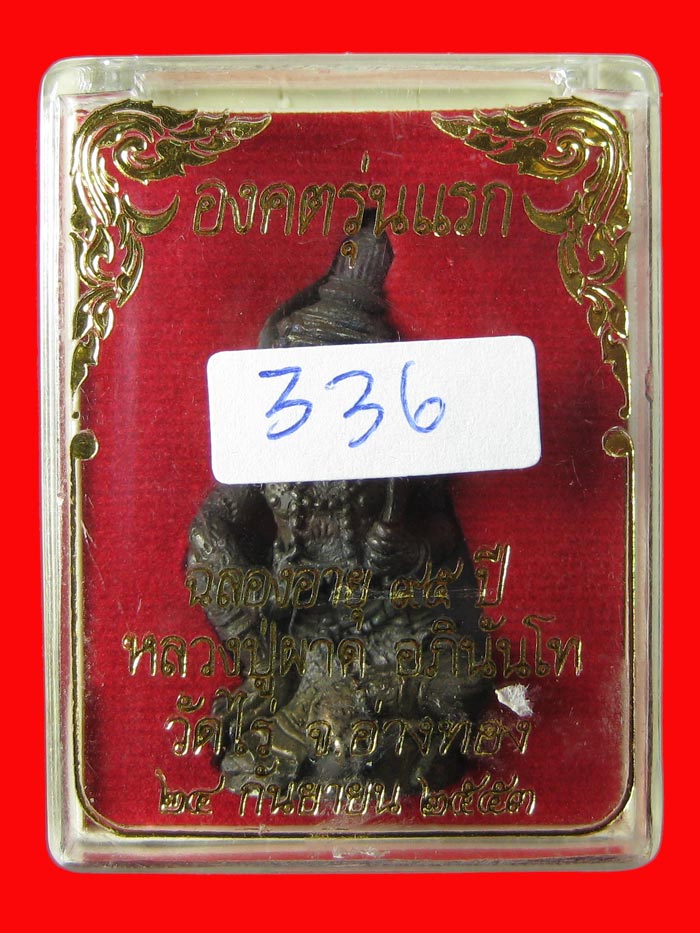 องคตรุ่นแรก
336
ฉลองอายุ ๙๕ ปี
หลวงปู่ผาด อภินันโท
วัดไร่ จ.อ่างทอง
๒๔ กันยายน ๒๕๕๓